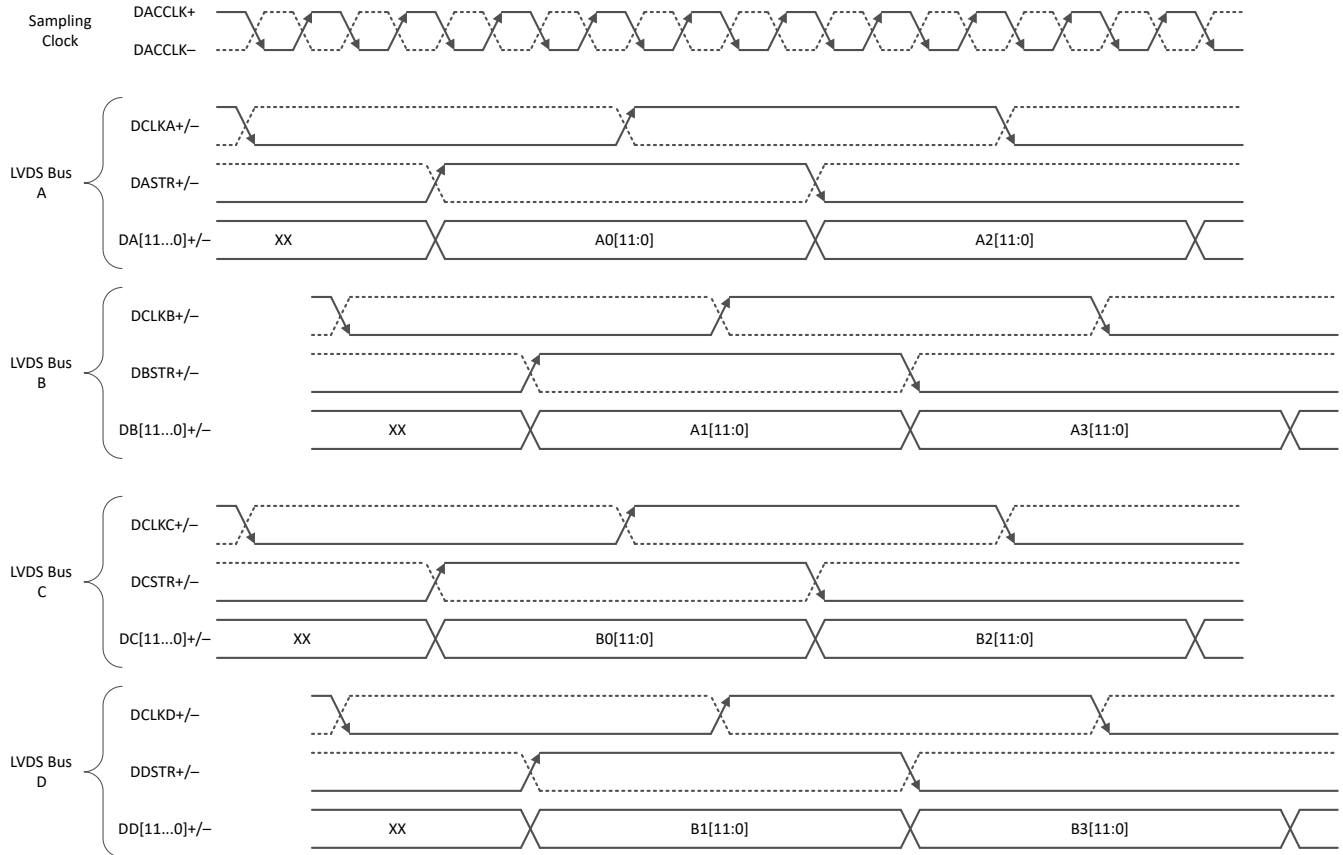 Sampling
Clock
DACCLK+
DACCLK–
LVDS Bus
A
DCLKA+/–
DASTR+/–
DA[11...0]+/–
XX
A0[11:0]
A2[11:0]
LVDS Bus
B
DCLKB+/–
DBSTR+/–
DB[11...0]+/–
XX
A1[11:0]
A3[11:0]
LVDS Bus
C
DCLKC+/–
DCSTR+/–
DC[11...0]+/–
XX
B0[11:0]
B2[11:0]
LVDS Bus
D
DCLKD+/–
DDSTR+/–
DD[11...0]+/–
XX
B1[11:0]
B3[11:0]